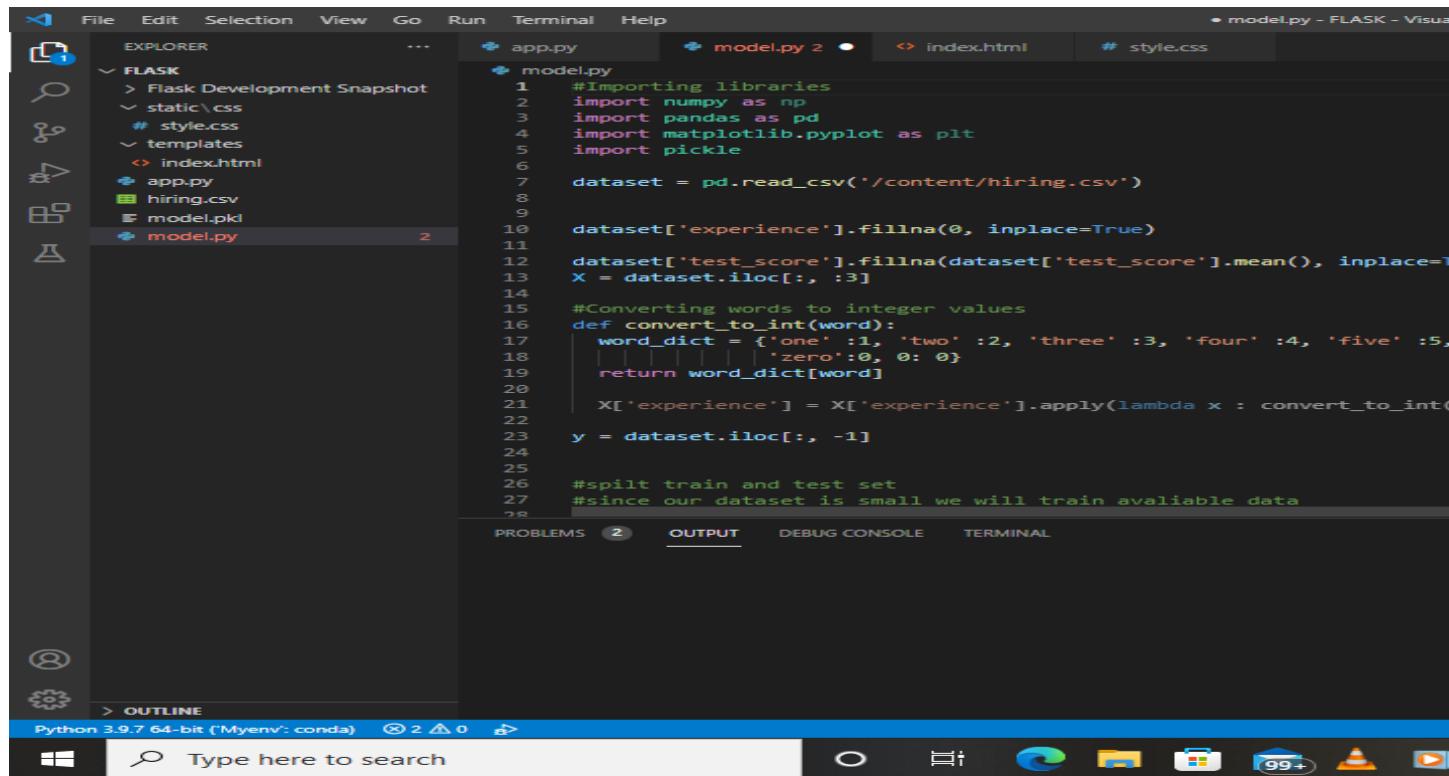 File Edit Selection View Go Run Terminal Help
● model.py - FLASK - Visua
EXPLORER ···
1
FLASK
Flask Development Snapshot
static\css
# style.css
templates
<> index.html
app.py
hiring.csv
model.pkl
model.py 2
OUTLINE
app.py
model.py 2 ●
<> index.html
# style.css
model.py
1 #Importing libraries
2 import numpy as np
3 import pandas as pd
4 import matplotlib.pyplot as plt
5 import pickle
6
7 dataset = pd.read_csv('/content/hiring.csv')
8
9
10 dataset['experience'].fillna(0, inplace=True)
11
12 dataset['test_score'].fillna(dataset['test_score'].mean(), inplace=T
13 X = dataset.iloc[:, :3]
14
15 #Converting words to integer values
16 def convert_to_int(word):
17 word_dict = {'one' :1, 'two' :2, 'three' :3, 'four' :4, 'five' :5,
18 'zero':0, 0: 0}
19 return word_dict[word]
20
21 X['experience'] = X['experience'].apply(lambda x : convert_to_int(
22
23 y = dataset.iloc[:, -1]
24
25
26 #spilt train and test set
27 #since our dataset is small we will train avaliable data
28
PROBLEMS 2 OUTPUT DEBUG CONSOLE TERMINAL
Python 3.9.7 64-bit ('Myenv': conda) 2 0
Type here to search
99+